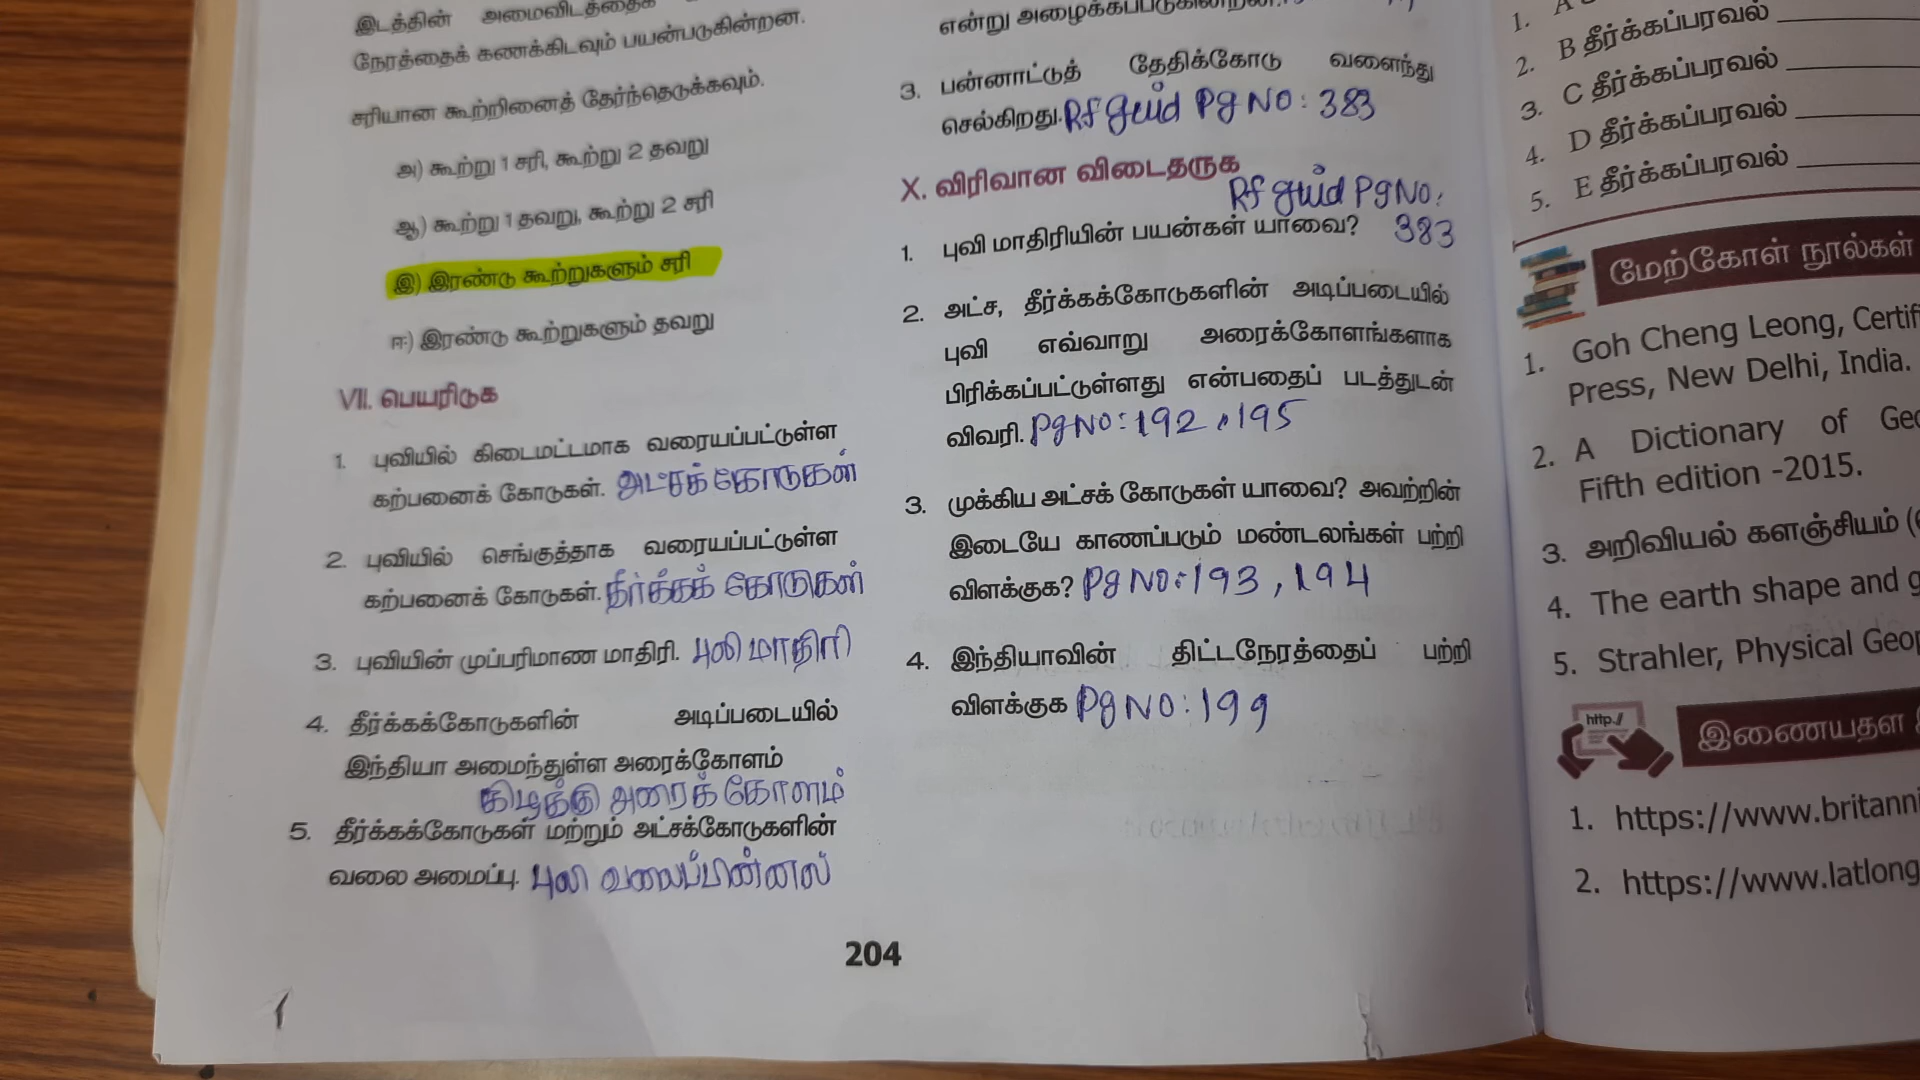 இடத்தின் அமைவிடத்தைக்
நேரத்தைக் கணக்கிடவும் பயன்படுகின்றன.
சரியான கூற்றினைத் தேர்ந்தெடுக்கவும்.
அ) கூற்று 1 சரி, கூற்று 2 தவறு
ஆ) கூற்று 1 தவறு, கூற்று 2 சரி
இ) இரண்டு கூற்றுகளும் சரி
ஈ) இரண்டு கூற்றுகளும் தவறு
VII. பெயரிடுக
1. புவியில் கிடைமட்டமாக வரையப்பட்டுள்ள
கற்பனைக் கோடுகள். அட்சக்கோடுகள்
2. புவியில் செங்குத்தாக வரையப்பட்டுள்ள
கற்பனைக் கோடுகள். தீர்க்கக் கோடுகள்
3. புவியின் முப்பரிமாண மாதிரி. புவி மாதிரி
4. தீர்க்கக்கோடுகளின் அடிப்படையில்
இந்தியா அமைந்துள்ள அரைக்கோளம்
கிழக்கு அரைக் கோளம்
5. தீர்க்கக்கோடுகள் மற்றும் அட்சக்கோடுகளின்
வலை அமைப்பு. புவி வலைப்பின்னல்
என்று அழைக்கப்படுகின்றன.
3. பன்னாட்டுத் தேதிக்கோடு வளைந்து
செல்கிறது. Rf guid Pg NO: 383
X. விரிவான விடைதருக
Rf guid Pg NO:
1. புவி மாதிரியின் பயன்கள் யாவை? 383
2. அட்ச, தீர்க்கக்கோடுகளின் அடிப்படையில்
புவி எவ்வாறு அரைக்கோளங்களாக
பிரிக்கப்பட்டுள்ளது என்பதைப் படத்துடன்
விவரி. Pg NO: 192, 195
3. முக்கிய அட்சக் கோடுகள் யாவை? அவற்றின்
இடையே காணப்படும் மண்டலங்கள் பற்றி
விளக்குக? Pg NO: 193, 194
4. இந்தியாவின் திட்டநேரத்தைப் பற்றி
விளக்குக Pg NO: 199
204
1. A
2. B தீர்க்கப்பரவல்
3. C தீர்க்கப்பரவல்
4. D தீர்க்கப்பரவல்
5. E தீர்க்கப்பரவல்
மேற்கோள் நூல்கள்
1. Goh Cheng Leong, Certif
Press, New Delhi, India.
2. A Dictionary of Geo
Fifth edition -2015.
3. அறிவியல் களஞ்சியம் (
4. The earth shape and g
5. Strahler, Physical Geog
http://
இணையதள
1. https://www.britanni
2. https://www.latlong